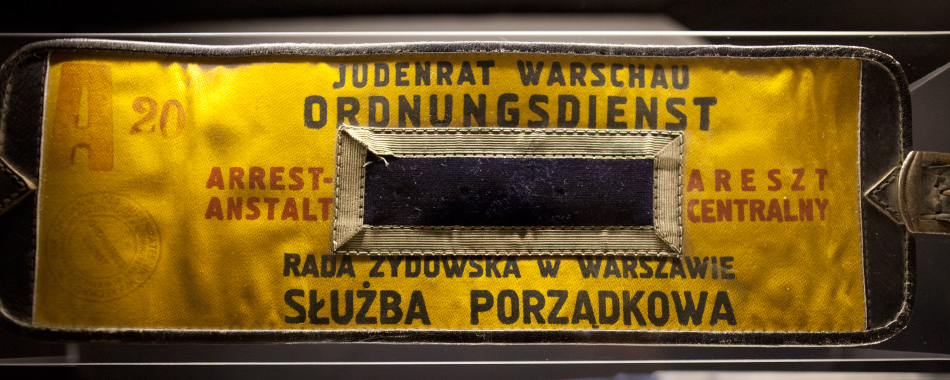 JUDENRAT WARSCHAU
ORDNUNGSDIENST
20
ARREST-
ANSTALT
ARESZT
CENTRALNY
RADA ŻYDOWSKA W WARSZAWIE
SŁUŻBA PORZĄDKOWA